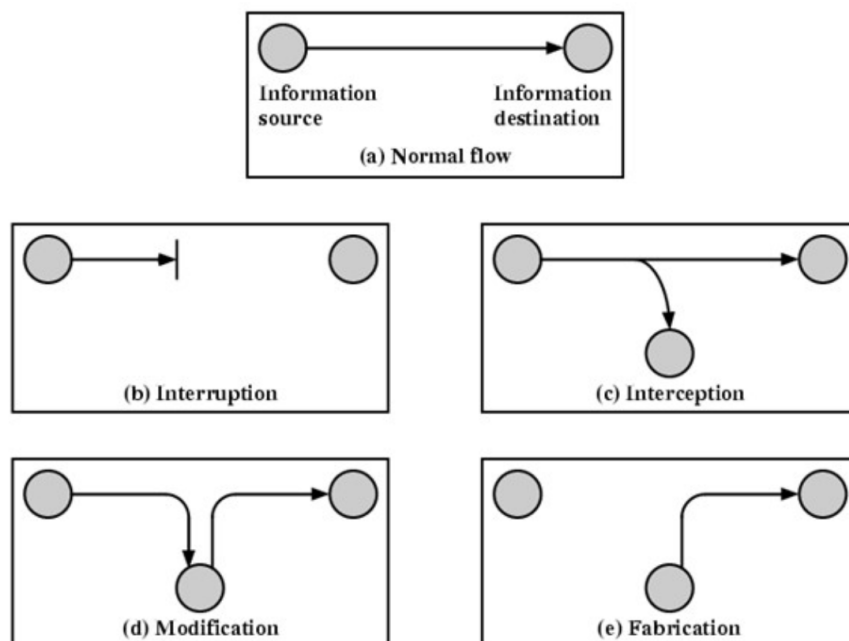 Information source
Information destination
(a) Normal flow
(b) Interruption
(c) Interception
(d) Modification
(e) Fabrication